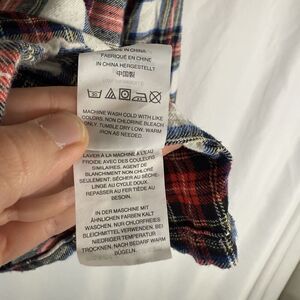 MADE IN CHINA
FABRIQUÉ EN CHINE
IN CHINA HERGESTELLT
中国製
MACHINE WASH COLD WITH LIKE
COLORS. NON CHLORINE BLEACH
ONLY. TUMBLE DRY LOW. WARM
IRON AS NEEDED.
LAVER À LA MACHINE À L'EAU
FROIDE AVEC DES COULEURS
SIMILAIRES. AGENT DE
BLANCHIMENT NON CHLORÉ
SEULEMENT. SÉCHER AU SÈCHE-
LINGE AU CYCLE DOUX.
REPASSER AU FER TIÈDE AU
BESOIN.
IN DER MASCHINE MIT
ÄHNLICHEN FARBEN KALT
WASCHEN. NUR CHLORFREIES
BLEICHMITTEL VERWENDEN. BEI
NIEDRIGER TEMPERATUR
TROCKNEN. NACH BEDARF WARM
BÜGELN.